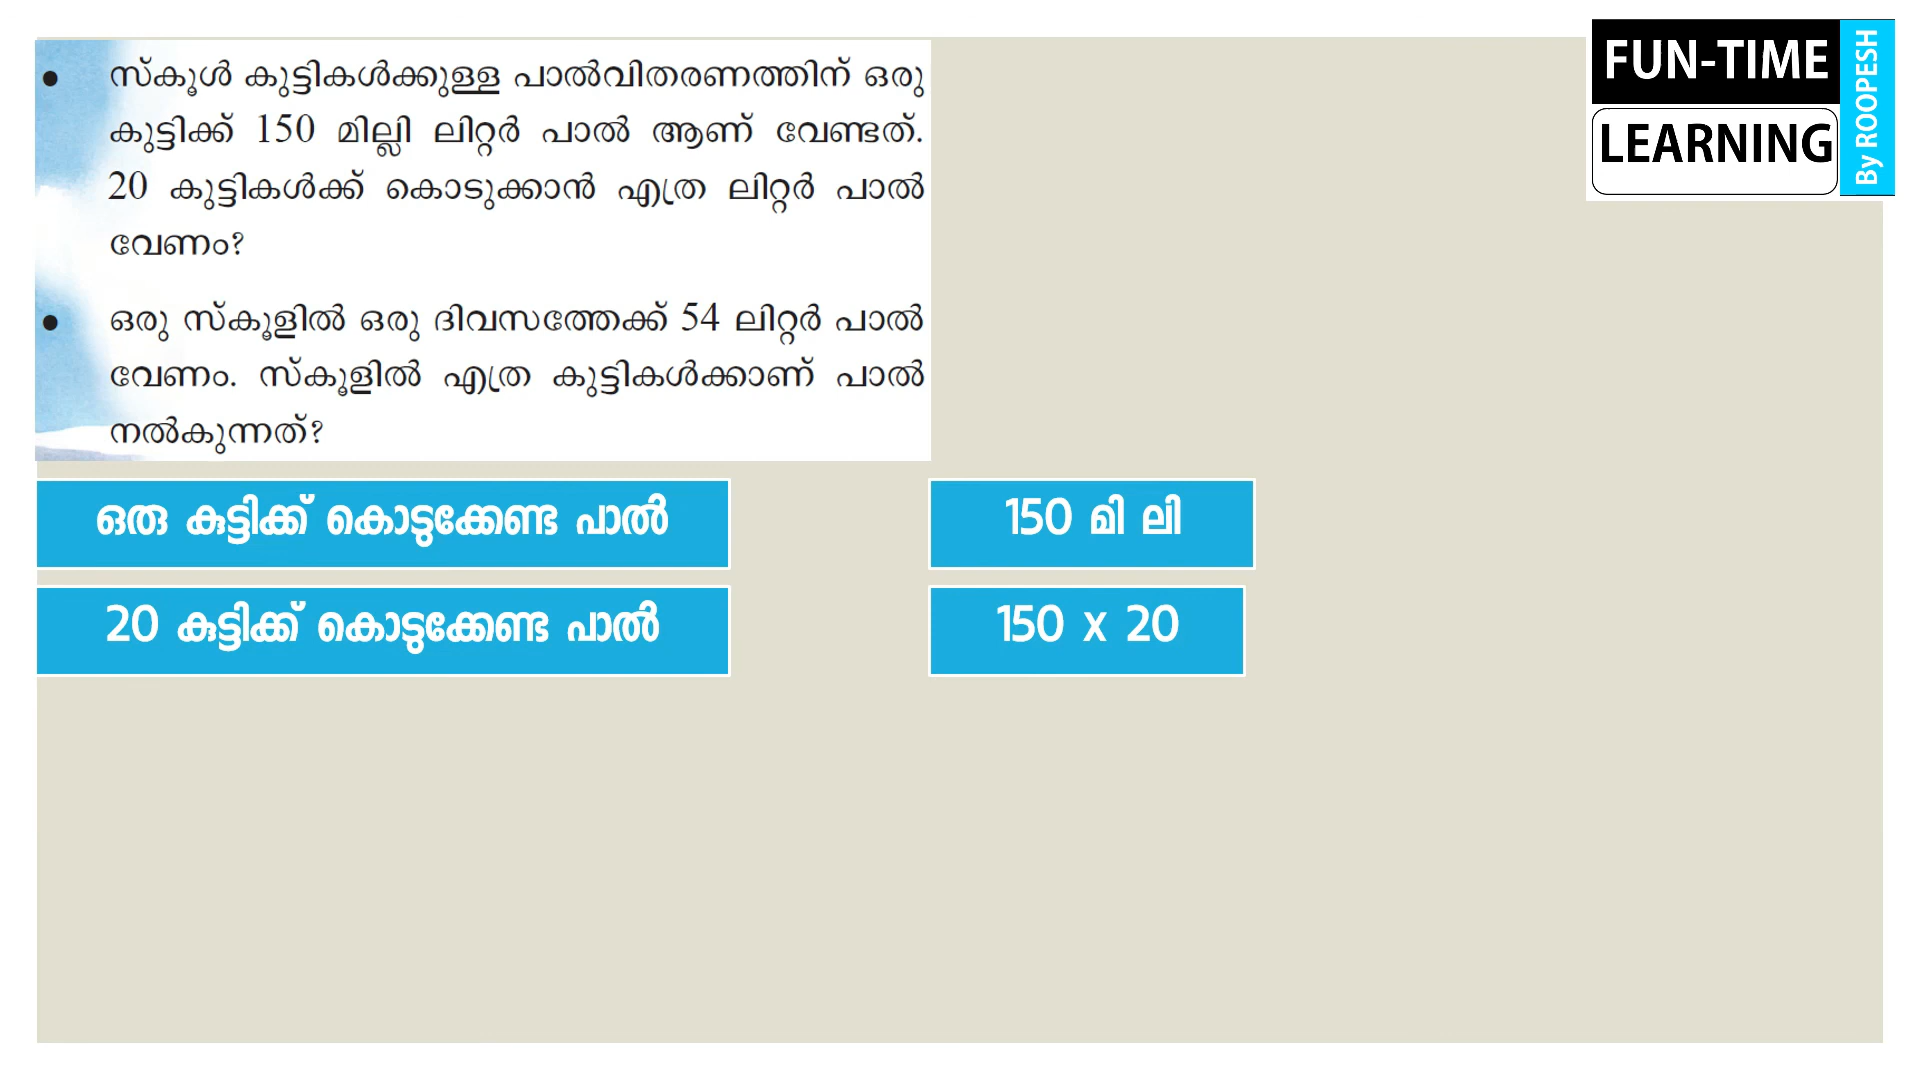 • സ്കൂൾ കുട്ടികൾക്കുള്ള പാൽവിതരണത്തിന് ഒരു
കുട്ടിക്ക് 150 മില്ലി ലിറ്റർ പാൽ ആണ് വേണ്ടത്.
20 കുട്ടികൾക്ക് കൊടുക്കാൻ എത്ര ലിറ്റർ പാൽ
വേണം?
• ഒരു സ്കൂളിൽ ഒരു ദിവസത്തേക്ക് 54 ലിറ്റർ പാൽ
വേണം. സ്കൂളിൽ എത്ര കുട്ടികൾക്കാണ് പാൽ
നൽകുന്നത്?
ഒരു കുട്ടിക്ക് കൊടുക്കേണ്ട പാൽ
150 മി ലി
20 കുട്ടിക്ക് കൊടുക്കേണ്ട പാൽ
150 x 20
FUN-TIME
LEARNING
By ROOPESH